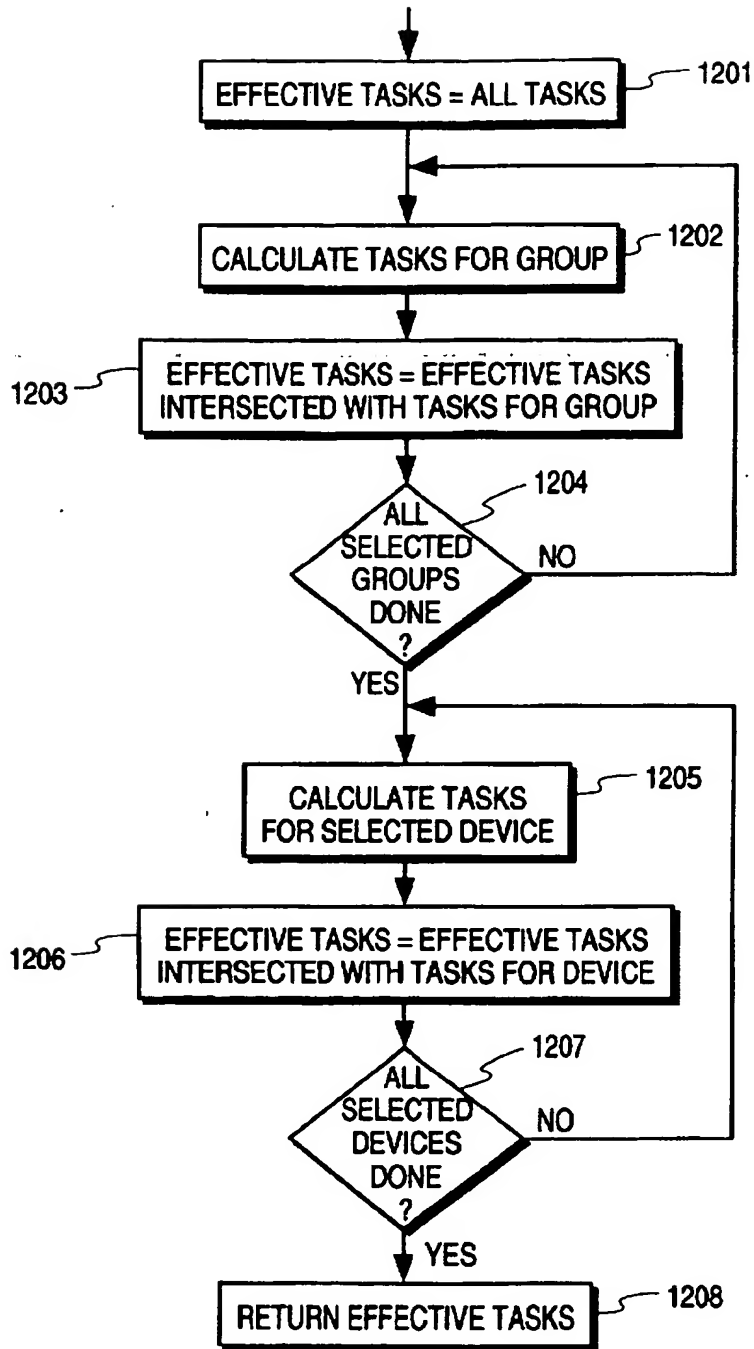 EFFECTIVE TASKS = ALL TASKS
1201
CALCULATE TASKS FOR GROUP
1202
1203
EFFECTIVE TASKS = EFFECTIVE TASKS
INTERSECTED WITH TASKS FOR GROUP
1204
ALL
SELECTED
GROUPS
DONE
?
NO
YES
CALCULATE TASKS
FOR SELECTED DEVICE
1205
1206
EFFECTIVE TASKS = EFFECTIVE TASKS
INTERSECTED WITH TASKS FOR DEVICE
1207
ALL
SELECTED
DEVICES
DONE
?
NO
YES
RETURN EFFECTIVE TASKS
1208